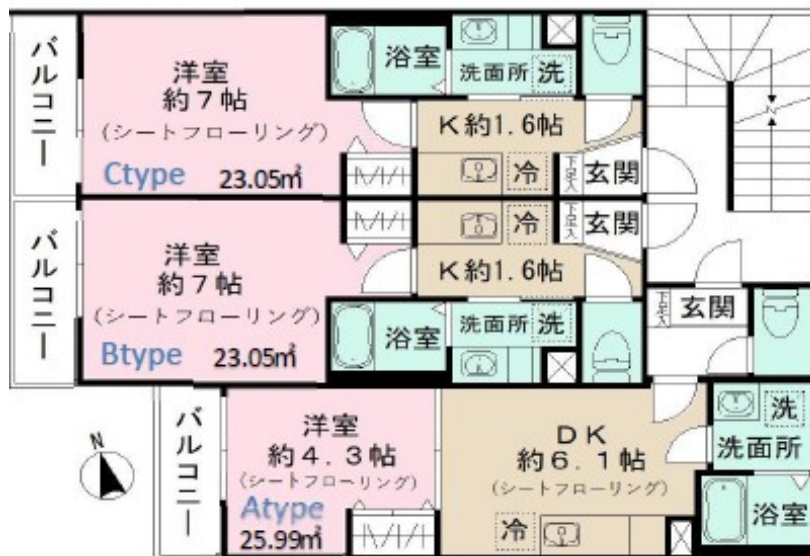 バルコニー
洋室
約7帖
(シートフローリング)
Ctype 23.05㎡
浴室
洗面所
洗
K約1.6帖
冷
下足入
玄関
バルコニー
洋室
約7帖
(シートフローリング)
Btype 23.05㎡
冷
下足入
玄関
K約1.6帖
浴室
洗面所
洗
下足入
玄関
N
バルコニー
洋室
約4.3帖
(シートフローリング)
Atype
25.99㎡
DK
約6.1帖
(シートフローリング)
冷
洗
洗面所
浴室